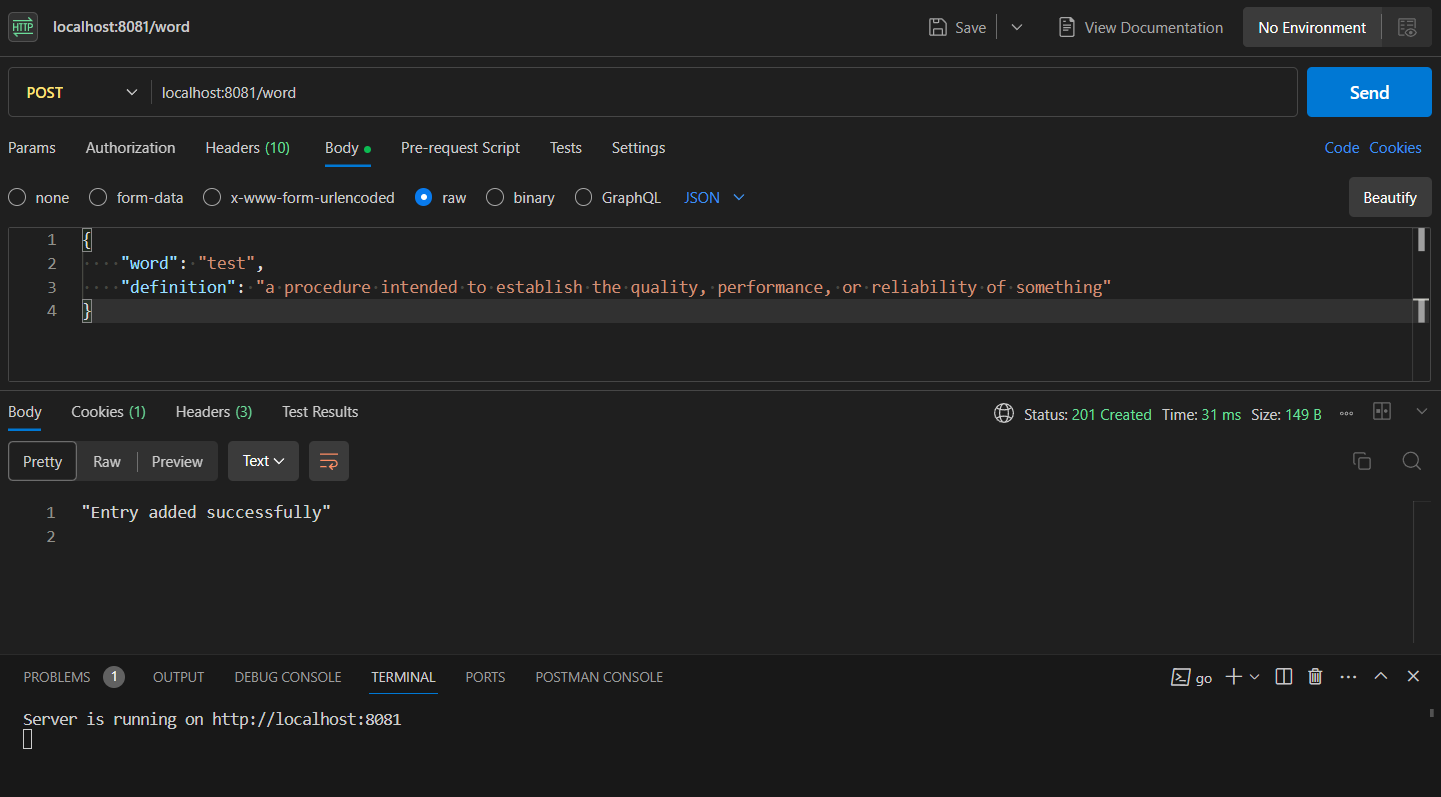 HTTP localhost:8081/word Save View Documentation No Environment
POST localhost:8081/word Send
Params Authorization Headers (10) Body Pre-request Script Tests Settings Code Cookies
none form-data x-www-form-urlencoded raw binary GraphQL JSON Beautify
1 {
2 "word": "test",
3 "definition": "a procedure intended to establish the quality, performance, or reliability of something"
4 }
Body Cookies (1) Headers (3) Test Results Status: 201 Created Time: 31 ms Size: 149 B
Pretty Raw Preview Text
1 "Entry added successfully"
2
PROBLEMS 1 OUTPUT DEBUG CONSOLE TERMINAL PORTS POSTMAN CONSOLE go
Server is running on http://localhost:8081